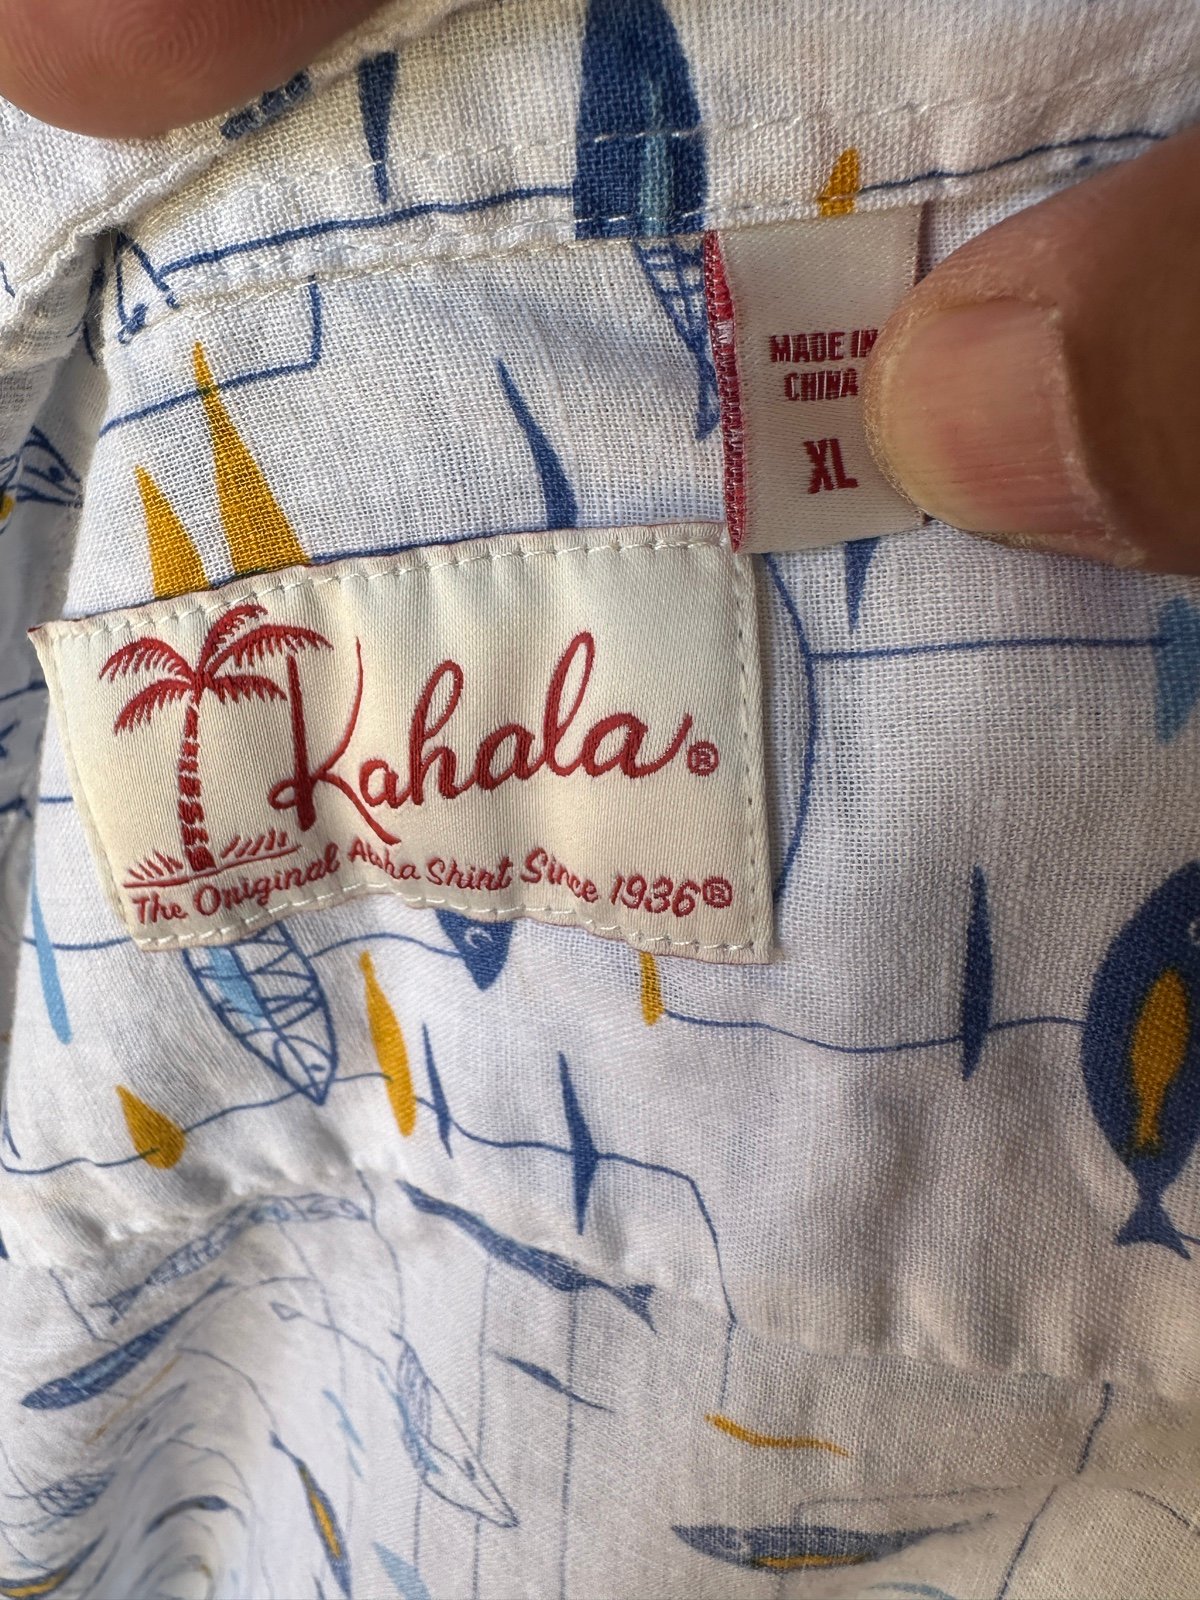 MADE IN
CHINA
XL
Kahala®
The Original Aloha Shirt Since 1936®